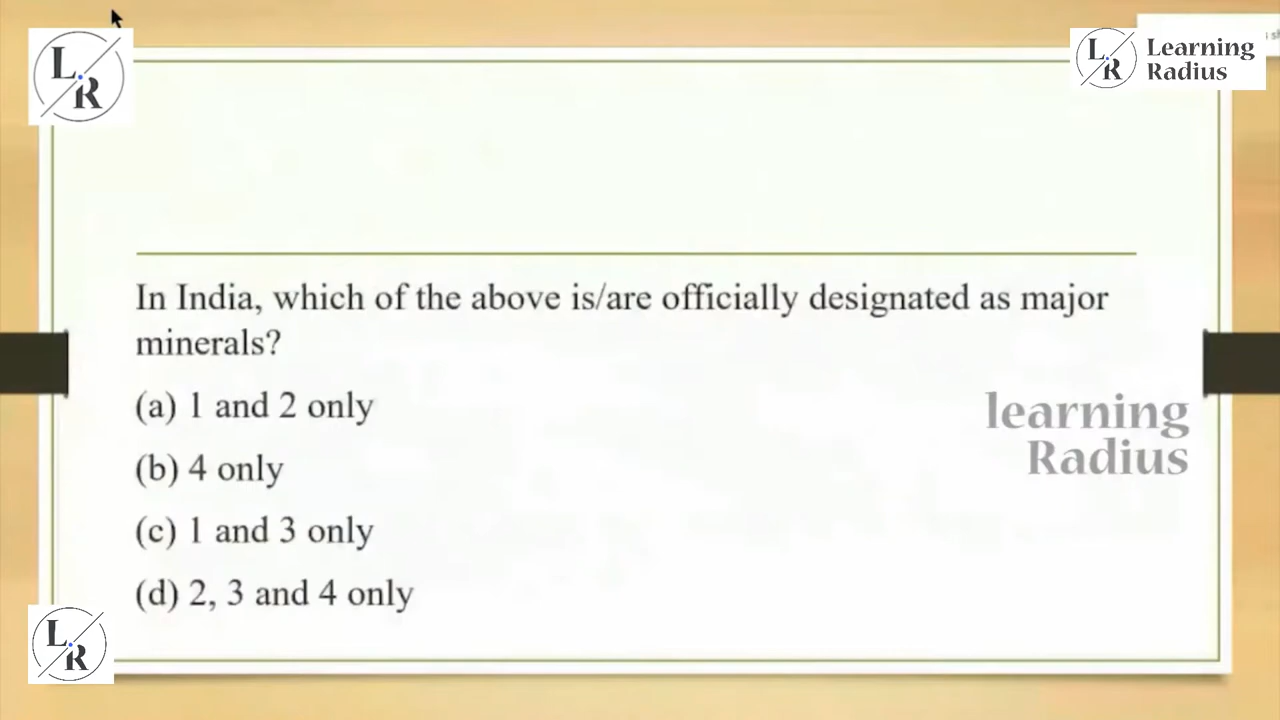 L.R
L.R Learning
Radius
In India, which of the above is/are officially designated as major
minerals?
(a) 1 and 2 only
(b) 4 only
(c) 1 and 3 only
(d) 2, 3 and 4 only
learning
Radius
L.R